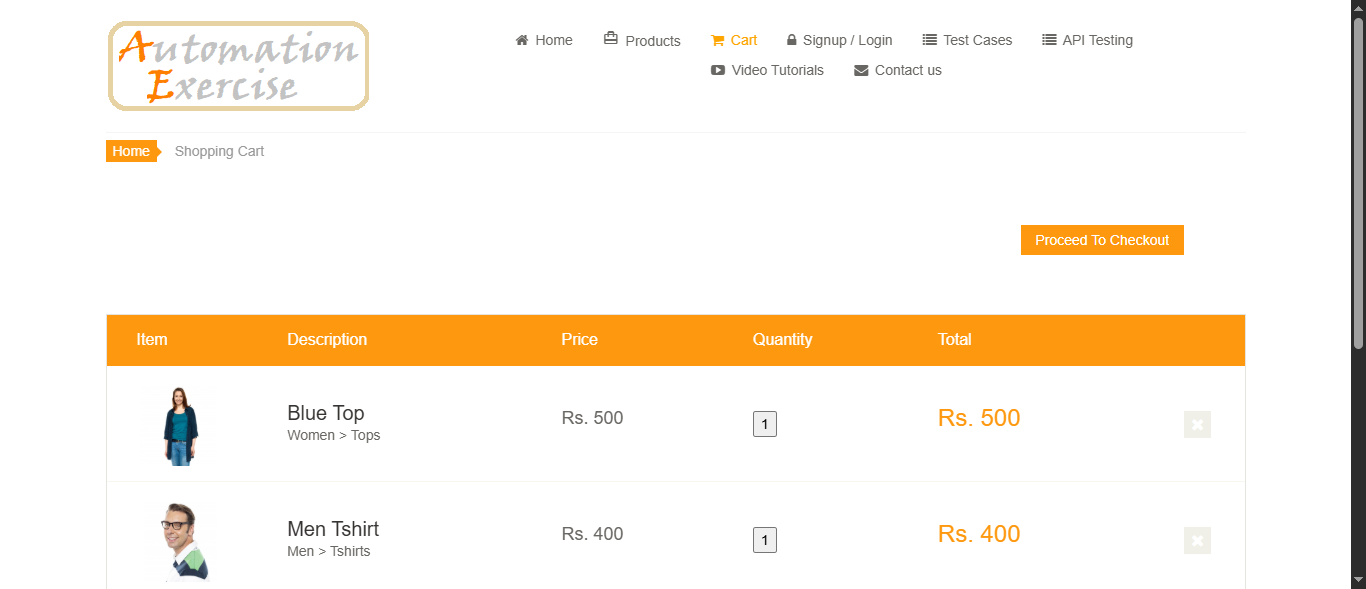 Automation
Exercise
Home Products Cart Signup / Login Test Cases API Testing
Video Tutorials Contact us
Home Shopping Cart
Proceed To Checkout
Item Description Price Quantity Total
Blue Top Rs. 500 1 Rs. 500
Women > Tops
Men Tshirt Rs. 400 1 Rs. 400
Men > Tshirts